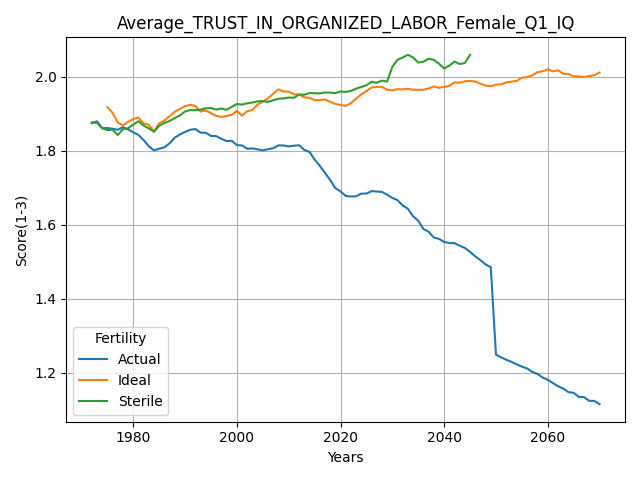 Average_TRUST_IN_ORGANIZED_LABOR_Female_Q1_IQ
Score(1-3)
2.0
1.8
1.6
1.4
1.2
Fertility
Actual
Ideal
Sterile
1980
2000
2020
2040
2060
Years